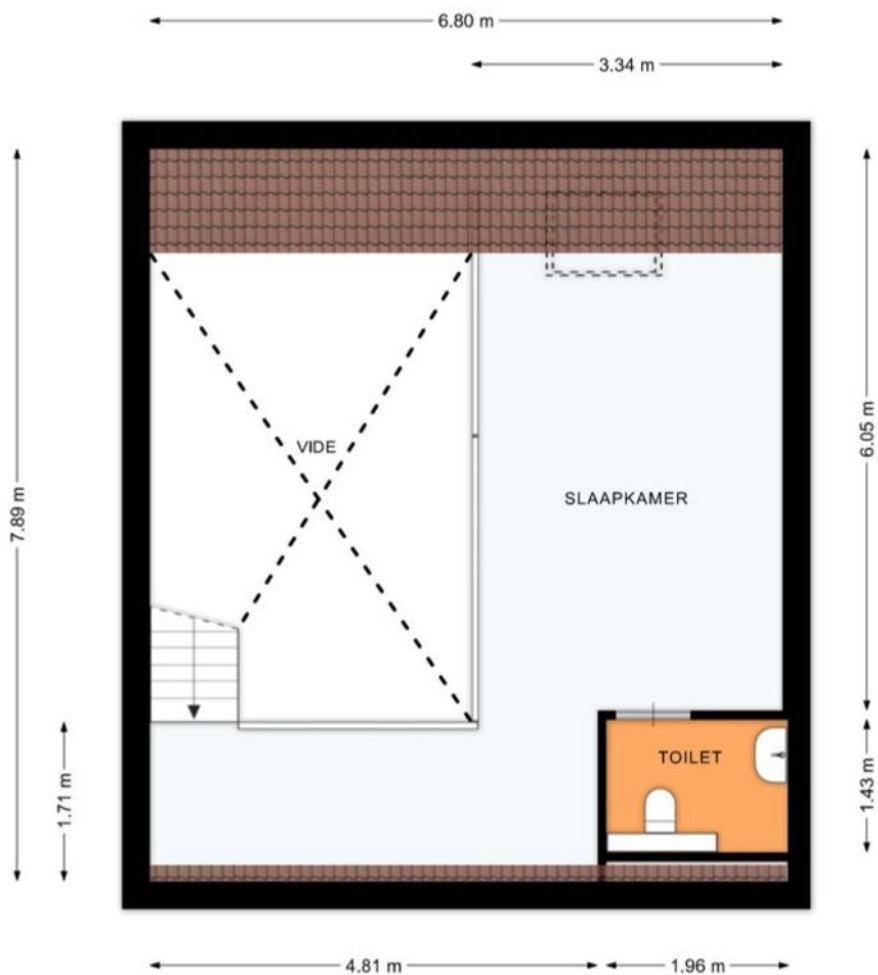 6.80 m
3.34 m
7.89 m
6.05 m
VIDE
SLAAPKAMER
TOILET
1.71 m
1.43 m
4.81 m
1.96 m